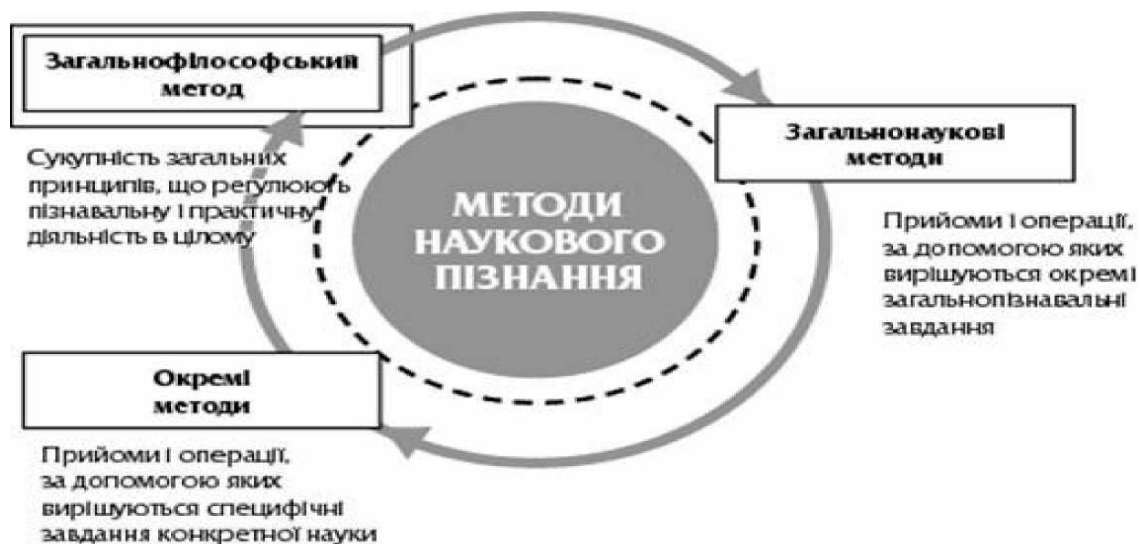 Загальнофілософський
метод
Сукупність загальних
принципів, що регулюють
пізнавальну і практичну
діяльність в цілому
МЕТОДИ
НАУКОВОГО
ПІЗНАННЯ
Загальнонаукові
методи
Прийоми і операції,
за допомогою яких
вирішуються окремі
загальнопізнавальні
завдання
Окремі
методи
Прийоми і операції,
за допомогою яких
вирішуються специфічні
завдання конкретної науки